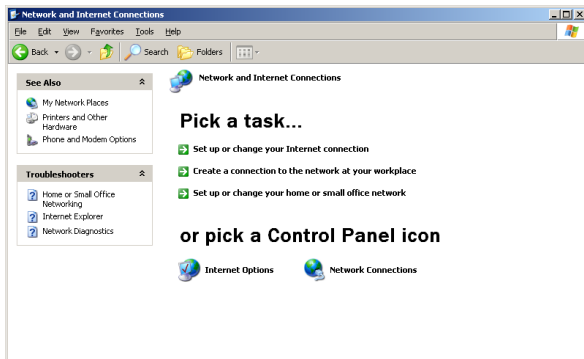 Network and Internet Connections
File Edit View Favorites Tools Help
Back Search Folders
See Also
My Network Places
Printers and Other
Hardware
Phone and Modem Options
Troubleshooters
Home or Small Office
Networking
Internet Explorer
Network Diagnostics
Network and Internet Connections
Pick a task...
Set up or change your Internet connection
Create a connection to the network at your workplace
Set up or change your home or small office network
or pick a Control Panel icon
Internet Options Network Connections